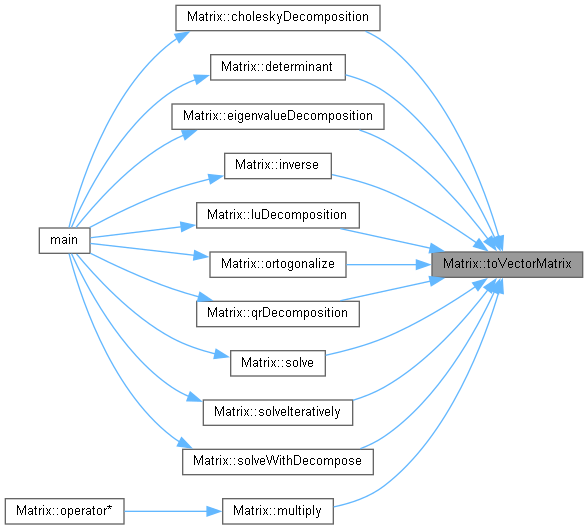 Matrix::choleskyDecomposition
Matrix::determinant
Matrix::eigenvalueDecomposition
Matrix::inverse
Matrix::luDecomposition
main
Matrix::toVectorMatrix
Matrix::ortogonalize
Matrix::qrDecomposition
Matrix::solve
Matrix::solveIteratively
Matrix::solveWithDecompose
Matrix::operator*
Matrix::multiply